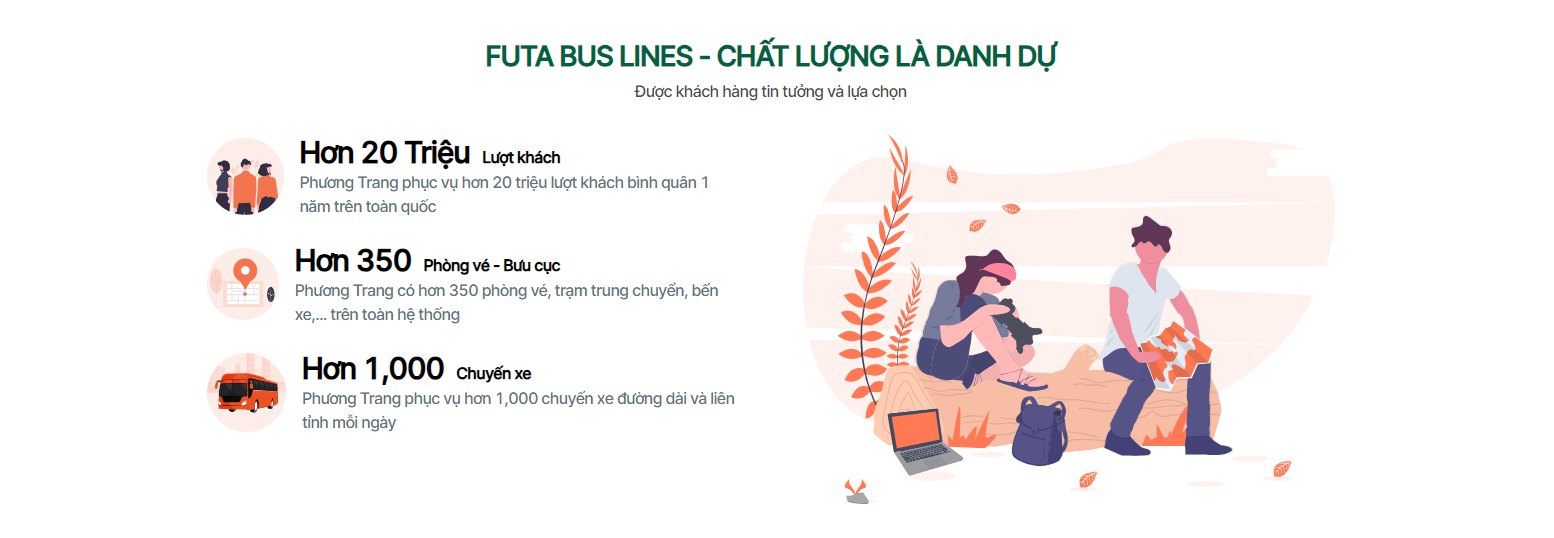 FUTA BUS LINES - CHẤT LƯỢNG LÀ DANH DỰ
Được khách hàng tin tưởng và lựa chọn
Hơn 20 Triệu Lượt khách
Phương Trang phục vụ hơn 20 triệu lượt khách bình quân 1
năm trên toàn quốc
Hơn 350 Phòng vé - Bưu cục
Phương Trang có hơn 350 phòng vé, trạm trung chuyển, bến
xe,... trên toàn hệ thống
Hơn 1,000 Chuyến xe
Phương Trang phục vụ hơn 1,000 chuyến xe đường dài và liên
tỉnh mỗi ngày